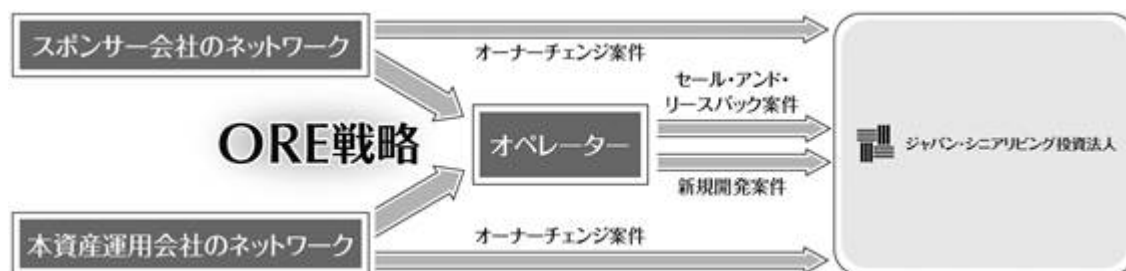 スポンサー会社のネットワーク
オーナーチェンジ案件
セール・アンド・
リースバック案件
ORE戦略
オペレーター
ジャパン・シニアリビング投資法人
新規開発案件
本資産運用会社のネットワーク
オーナーチェンジ案件